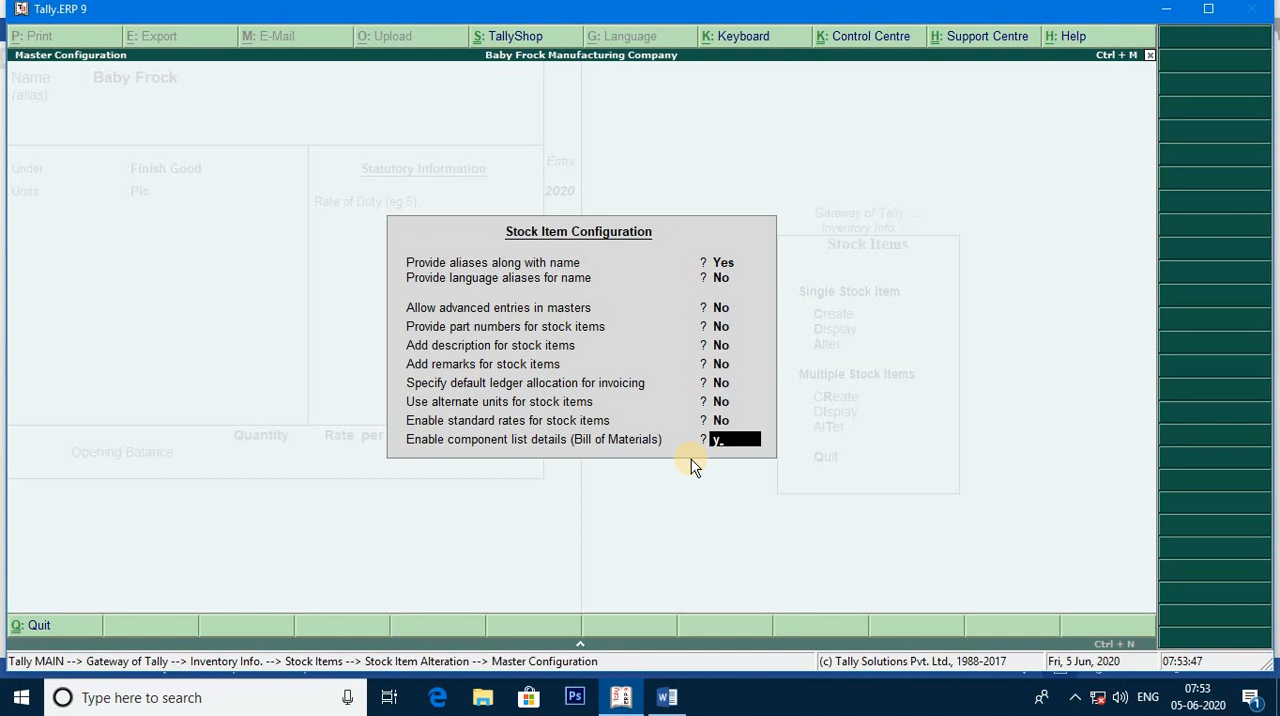 Tally.ERP 9
P: Print E: Export M: E-Mail O: Upload S: TallyShop G: Language K: Keyboard K: Control Centre H: Support Centre H: Help
Master Configuration Baby Frock Manufacturing Company Ctrl + M
Name Baby Frock
(alias)
Under Finish Good Statutory Information Entry
Units Pic 2020
Rate of Duty (eg 5)
Gateway of Tally.....
Inventory Info...
Stock Items
Single Stock Item
Create
Display
Alter
Multiple Stock Items
CReate
DIsplay
AlTer
Quit
Stock Item Configuration
Provide aliases along with name ? Yes
Provide language aliases for name ? No
Allow advanced entries in masters ? No
Provide part numbers for stock items ? No
Add description for stock items ? No
Add remarks for stock items ? No
Specify default ledger allocation for invoicing ? No
Use alternate units for stock items ? No
Enable standard rates for stock items ? No
Enable component list details (Bill of Materials) ? y
Quantity Rate per
Opening Balance
Q: Quit
Ctrl + N
Tally MAIN --> Gateway of Tally --> Inventory Info. --> Stock Items --> Stock Item Alteration --> Master Configuration (c) Tally Solutions Pvt. Ltd., 1988-2017 Fri, 5 Jun, 2020 07:53:47
Type here to search ENG 07:53
05-06-2020